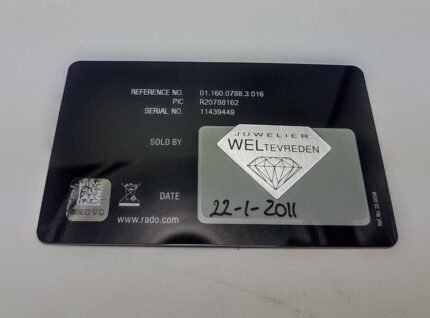 REFERENCE NO. 01.160.0788.3.016
PIC R20788162
SERIAL NO. 11439449
SOLD BY
JUWELIER
WELTEVREDEN
DATE
22-1-2011
www.rado.com